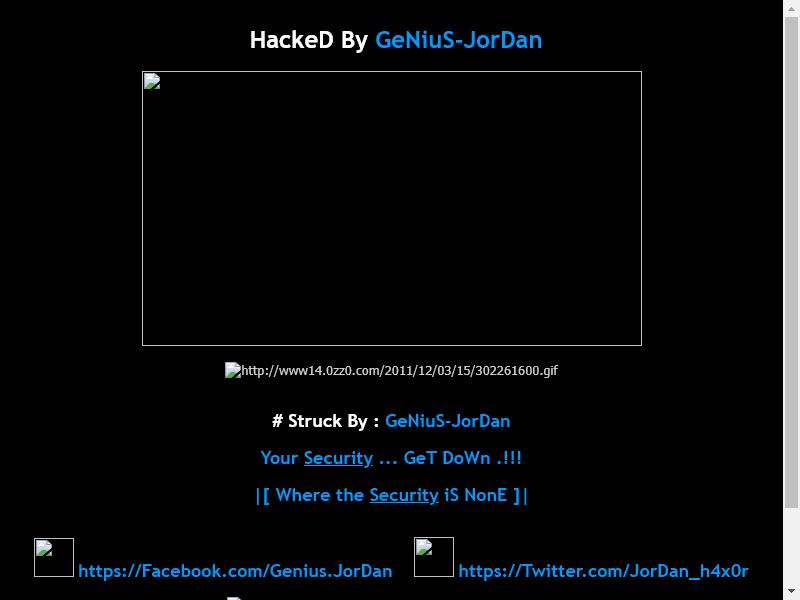 HackeD By GeNiuS-JorDan
http://www14.0zz0.com/2011/12/03/15/302261600.gif
# Struck By : GeNiuS-JorDan
Your Security ... GeT DoWn .!!!
|[ Where the Security iS NonE ]|
https://Facebook.com/Genius.JorDan https://Twitter.com/JorDan_h4x0r